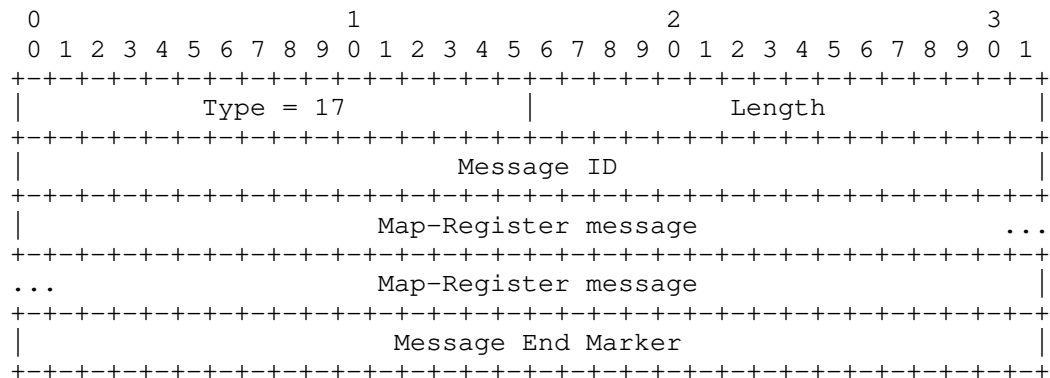 0                   1                   2                   3
 0 1 2 3 4 5 6 7 8 9 0 1 2 3 4 5 6 7 8 9 0 1 2 3 4 5 6 7 8 9 0 1
+-+-+-+-+-+-+-+-+-+-+-+-+-+-+-+-+-+-+-+-+-+-+-+-+-+-+-+-+-+-+-+-+
|           Type = 17           |            Length             |
+-+-+-+-+-+-+-+-+-+-+-+-+-+-+-+-+-+-+-+-+-+-+-+-+-+-+-+-+-+-+-+-+
|                          Message ID                           |
+-+-+-+-+-+-+-+-+-+-+-+-+-+-+-+-+-+-+-+-+-+-+-+-+-+-+-+-+-+-+-+-+
|                     Map-Register message                    ...
+-+-+-+-+-+-+-+-+-+-+-+-+-+-+-+-+-+-+-+-+-+-+-+-+-+-+-+-+-+-+-+-+
...                   Map-Register message                      |
+-+-+-+-+-+-+-+-+-+-+-+-+-+-+-+-+-+-+-+-+-+-+-+-+-+-+-+-+-+-+-+-+
|                      Message End Marker                       |
+-+-+-+-+-+-+-+-+-+-+-+-+-+-+-+-+-+-+-+-+-+-+-+-+-+-+-+-+-+-+-+-+